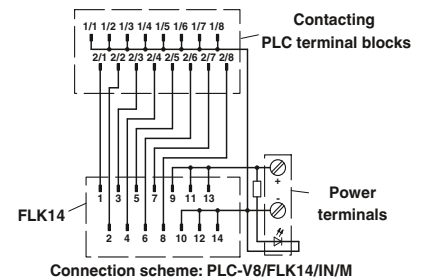 Contacting
PLC terminal blocks
1/1 1/2 1/3 1/4 1/5 1/6 1/7 1/8
2/1 2/2 2/3 2/4 2/5 2/6 2/7 2/8
1 3 5 7 9 11 13
+
-
Power
terminals
FLK14
2 4 6 8 10 12 14
Connection scheme: PLC-V8/FLK14/IN/M